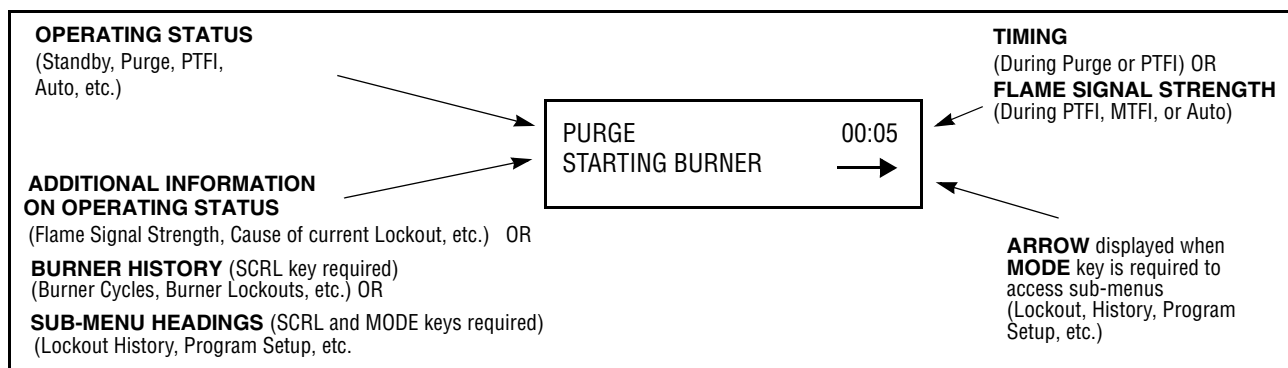 OPERATING STATUS
(Standby, Purge, PTFI,
Auto, etc.)
ADDITIONAL INFORMATION
ON OPERATING STATUS
(Flame Signal Strength, Cause of current Lockout, etc.) OR
BURNER HISTORY (SCRL key required)
(Burner Cycles, Burner Lockouts, etc.) OR
SUB-MENU HEADINGS (SCRL and MODE keys required)
(Lockout History, Program Setup, etc.
PURGE 00:05
STARTING BURNER
TIMING
(During Purge or PTFI) OR
FLAME SIGNAL STRENGTH
(During PTFI, MTFI, or Auto)
ARROW displayed when
MODE key is required to
access sub-menus
(Lockout, History, Program
Setup, etc.)